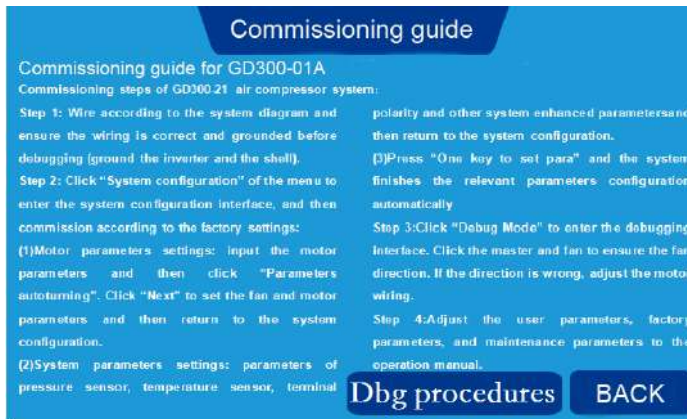 Commissioning guide
Commissioning guide for GD300-01A
Commissioning steps of GD300-21 air compressor system:
Step 1: Wire according to the system diagram and
ensure the wiring is correct and grounded before
debugging (ground the inverter and the shell).
Step 2: Click “System configuration” of the menu to
enter the system configuration interface, and then
commission according to the factory settings:
(1)Motor parameters settings: input the motor
parameters and then click “Parameters
autoturning”. Click “Next” to set the fan and motor
parameters and then return to the system
configuration.
(2)System parameters settings: parameters of
pressure sensor, temperature sensor, terminal
polarity and other system enhanced parametersand
then return to the system configuration.
(3)Press “One key to set para” and the system
finishes the relevant parameters configuration
automatically
Step 3:Click “Debug Mode” to enter the debugging
interface. Click the master and fan to ensure the fan
direction. If the direction is wrong, adjust the motor
wiring.
Step 4:Adjust the user parameters, factory
parameters, and maintenance parameters to the
operation manual.
Dbg procedures
BACK